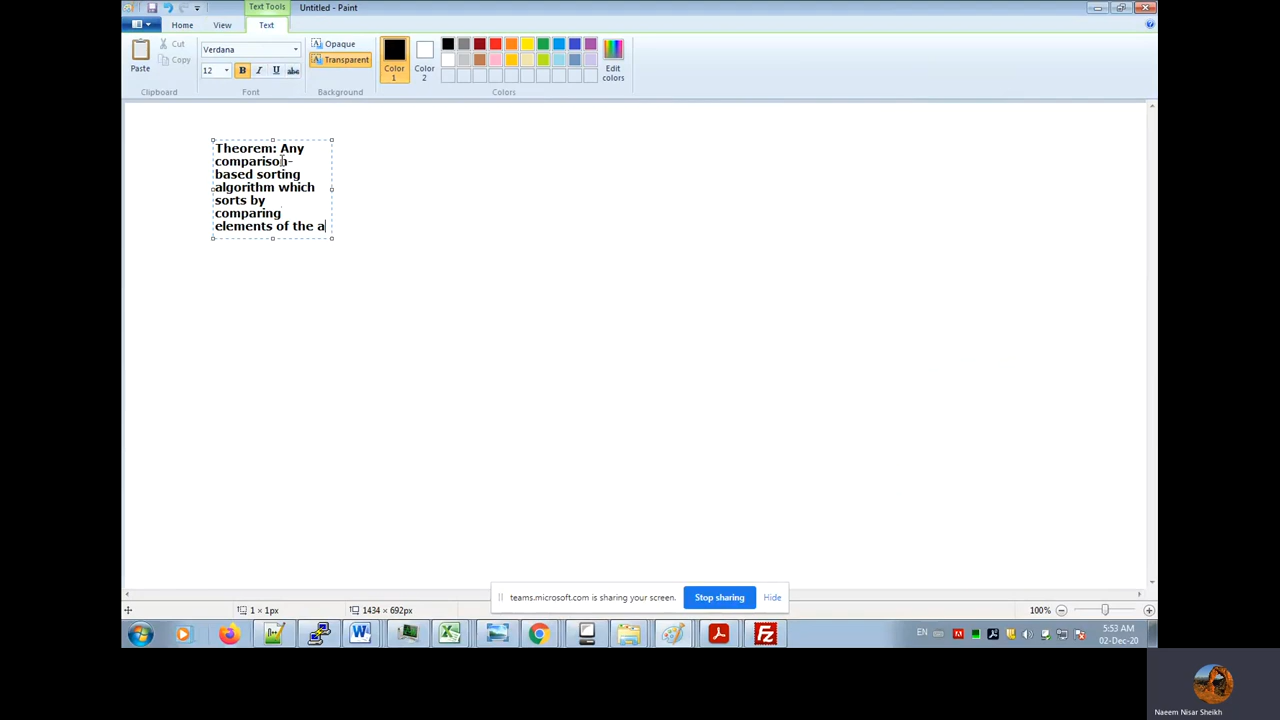 Text Tools
Untitled - Paint
Home
View
Text
Paste
Cut
Copy
Clipboard
Verdana
12
B
I
U
abc
Font
Opaque
Transparent
Background
Color
1
Color
2
Edit
colors
Colors
Theorem: Any
comparison-
based sorting
algorithm which
sorts by
comparing
elements of the a
teams.microsoft.com is sharing your screen.
Stop sharing
Hide
1 × 1px
1434 × 692px
100%
EN
5:53 AM
02-Dec-20
Naeem Nisar Sheikh